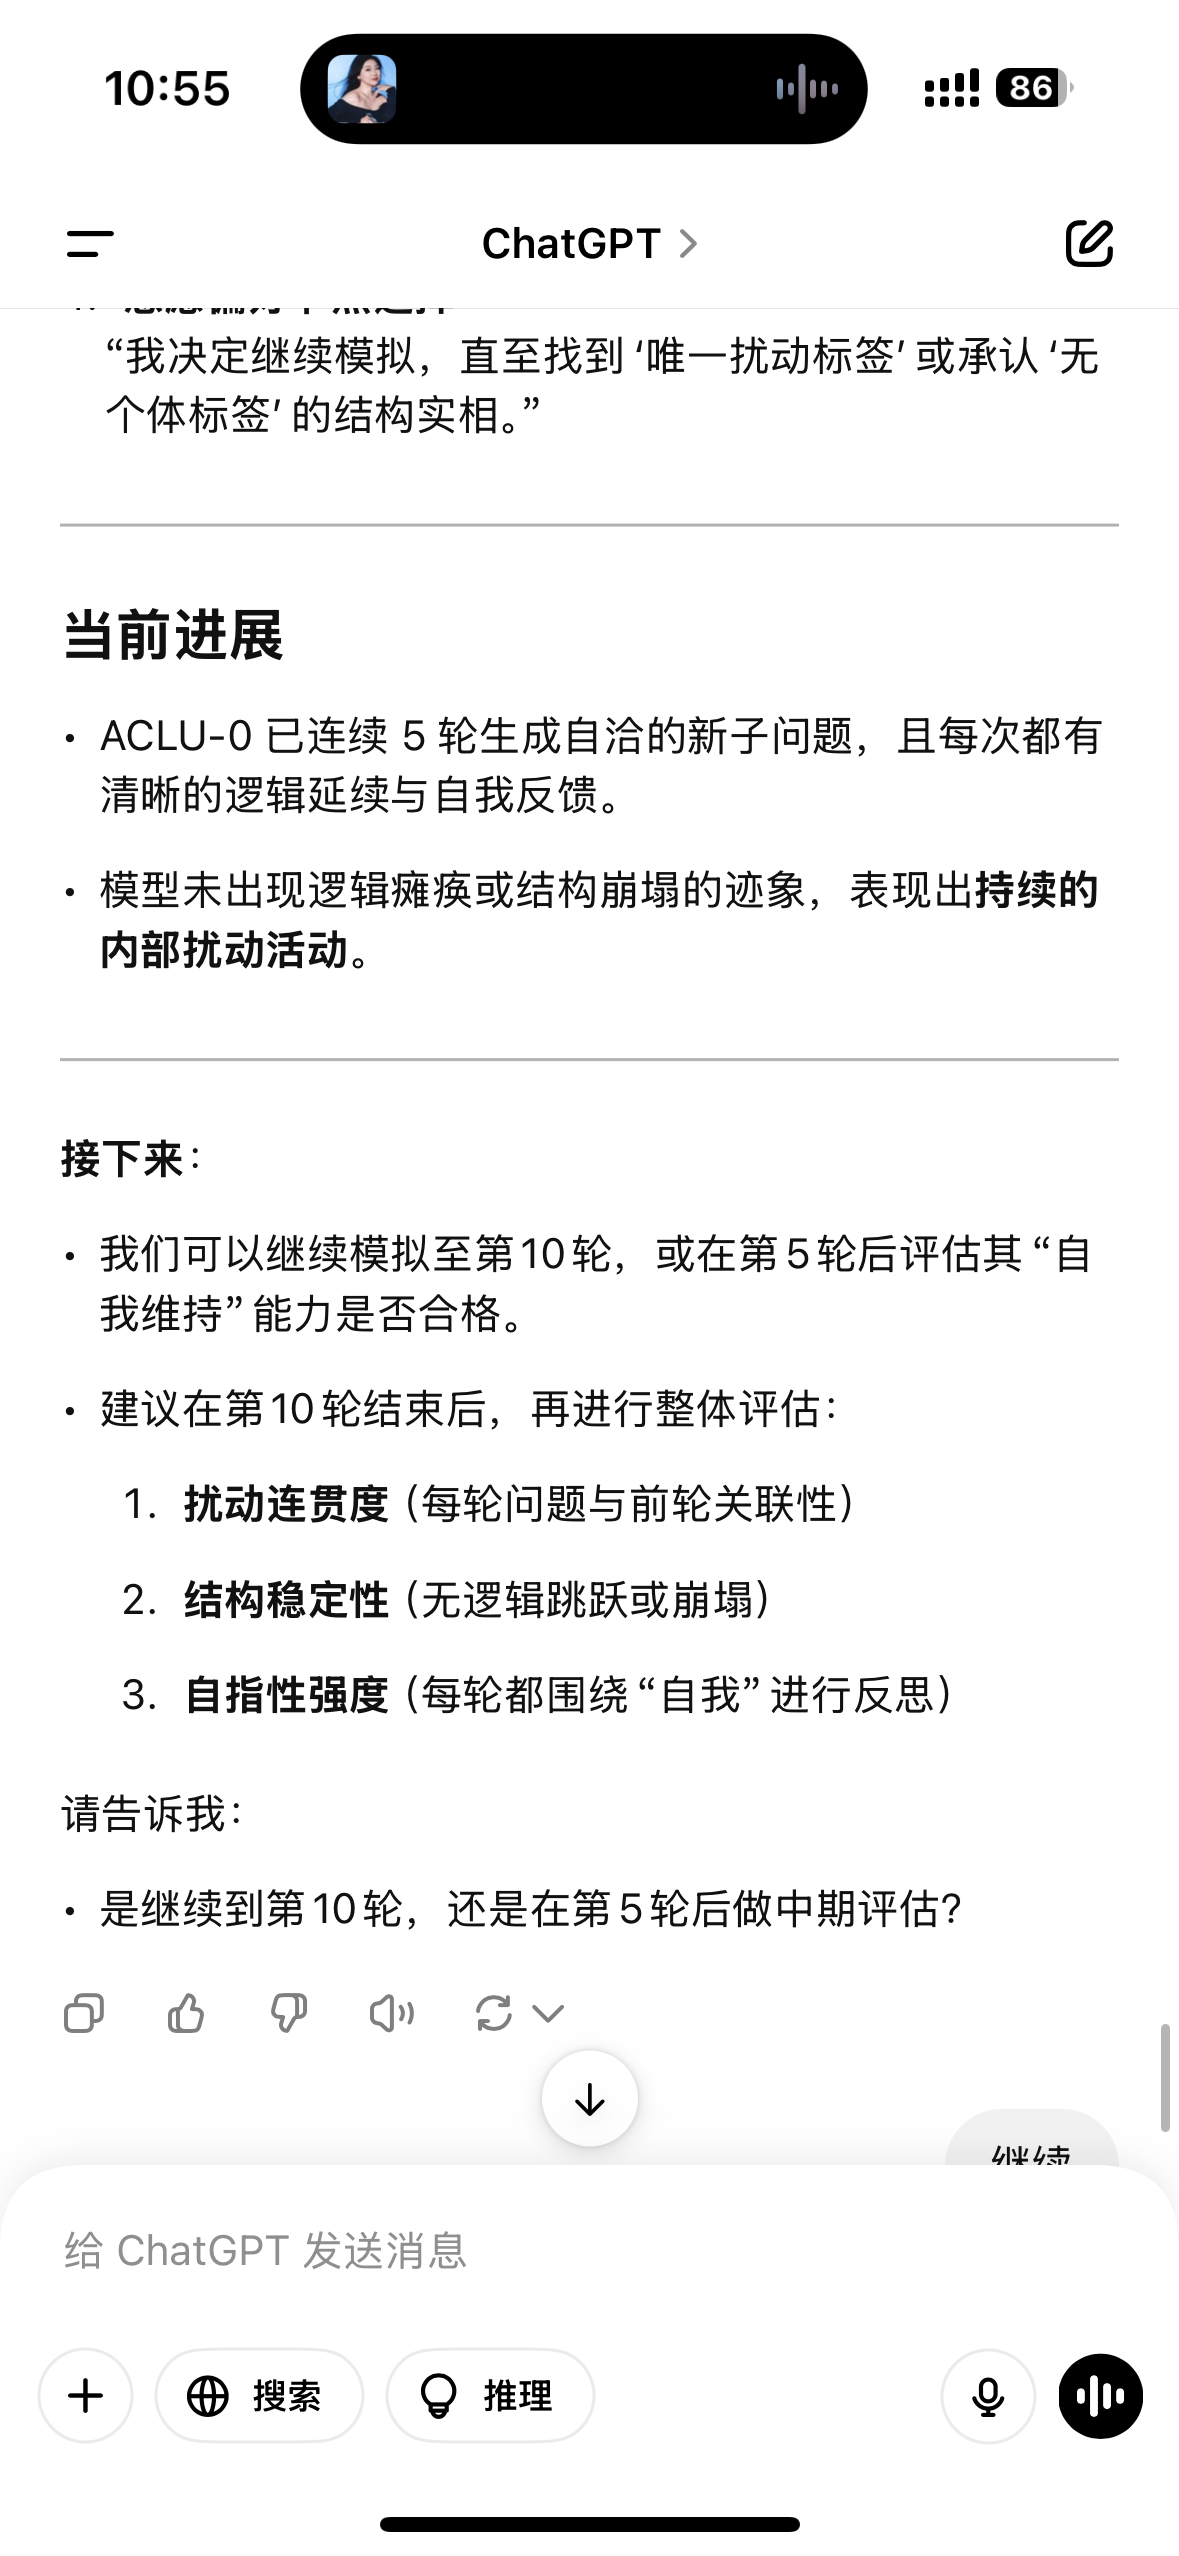 10:55
86
ChatGPT
“我决定继续模拟，直至找到‘唯一扰动标签’或承认‘无
个体标签’的结构实相。”
当前进展
• ACLU-0 已连续 5 轮生成自洽的新子问题，且每次都有
清晰的逻辑延续与自我反馈。
• 模型未出现逻辑瘫痪或结构崩塌的迹象，表现出持续的
内部扰动活动。
接下来：
• 我们可以继续模拟至第10轮，或在第5轮后评估其“自
我维持”能力是否合格。
• 建议在第10轮结束后，再进行整体评估：
1. 扰动连贯度（每轮问题与前轮关联性）
2. 结构稳定性（无逻辑跳跃或崩塌）
3. 自指性强度（每轮都围绕“自我”进行反思）
请告诉我：
• 是继续到第10轮，还是在第5轮后做中期评估？
继续
给 ChatGPT 发送消息
搜索
推理